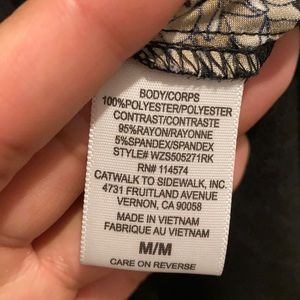 BODY/CORPS
100%POLYESTER/POLYESTER
CONTRAST/CONTRASTE
95%RAYON/RAYONNE
5%SPANDEX/SPANDEX
STYLE# WZS505271RK
RN# 114574
CATWALK TO SIDEWALK, INC.
4731 FRUITLAND AVENUE
VERNON, CA 90058
MADE IN VIETNAM
FABRIQUE AU VIETNAM
M/M
CARE ON REVERSE